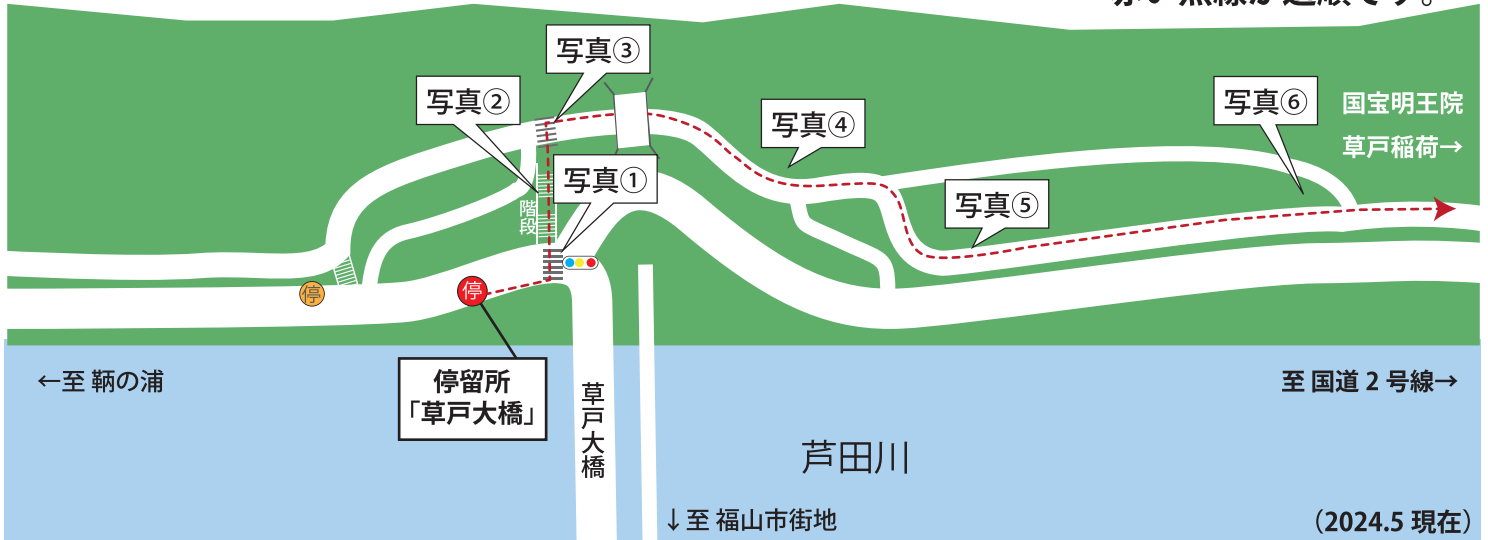 です。
写真③
写真②
写真④
写真⑥
国宝明王院
草戸稲荷→
写真①
写真⑤
階段
停
停
←至 鞆の浦
停留所
「草戸大橋」
草戸大橋
至 国道２号線→
芦田川
↓至 福山市街地
（2024.5 現在）